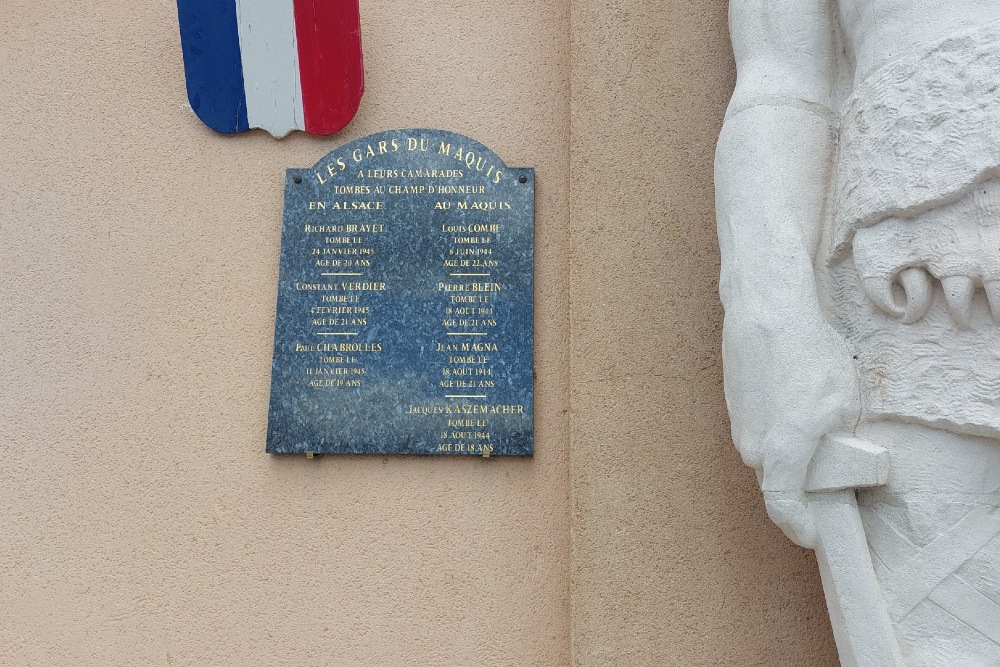 LES GARS DU MAQUIS
A LEURS CAMARADES
TOMBES AU CHAMP D'HONNEUR
EN ALSACE
RICHARD BRAYET
TOMBE LE
24 JANVIER 1945
AGE DE 20 ANS
CONSTANT VERDIER
TOMBE LE
FEVRIER 1945
AGE DE 21 ANS
PAUL CHABROLLES
TOMBE LE
11 JANVIER 1945
AGE DE 19 ANS
AU MAQUIS
LOUIS COMBE
TOMBE LE
6 JUIN 1944
AGE DE 22 ANS
PIERRE BLEIN
TOMBE LE
18 AOUT 1944
AGE DE 21 ANS
JEAN MAGNA
TOMBE LE
18 AOUT 1944
AGE DE 21 ANS
JACQUES KASZEMACHER
TOMBE LE
18 AOUT 1944
AGE DE 18 ANS